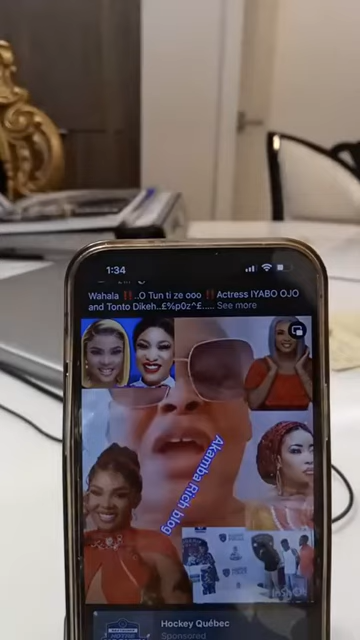 1:34
Wahala ‼️..O Tun ti ze ooo ‼️Actress IYABO OJO
and Tonto Dikeh..£%p0z^£.... See more
Akamba Rich blog
InShOt
Hockey Québec
Sponsored